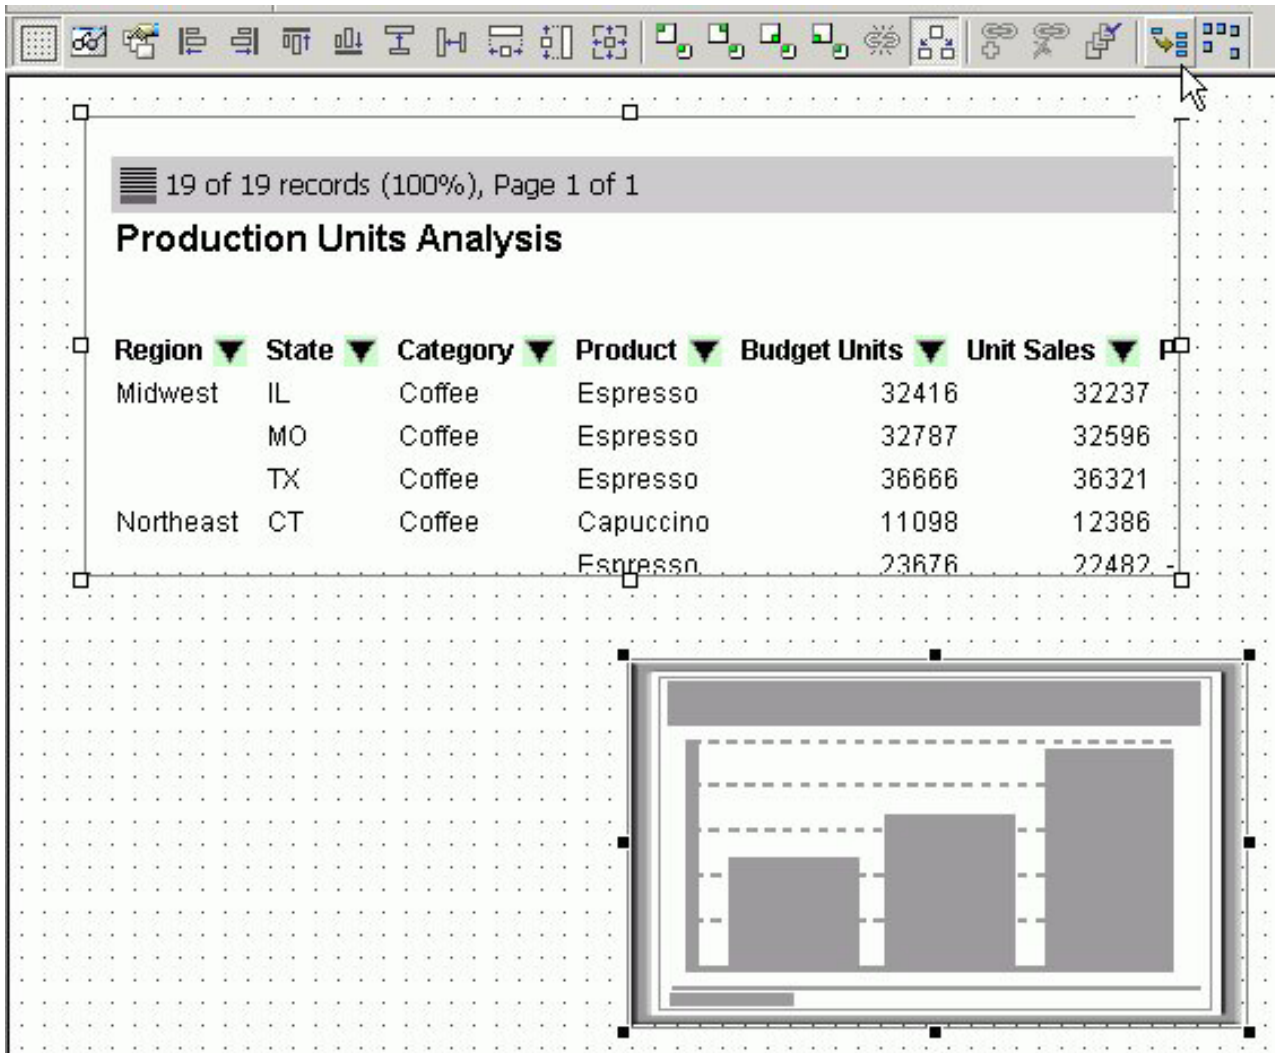 19 of 19 records (100%), Page 1 of 1
Production Units Analysis
Region State Category Product Budget Units Unit Sales
Midwest IL Coffee Espresso 32416 32237
MO Coffee Espresso 32787 32596
TX Coffee Espresso 36666 36321
Northeast CT Coffee Capuccino 11098 12386
Espresso 23676 22482 -